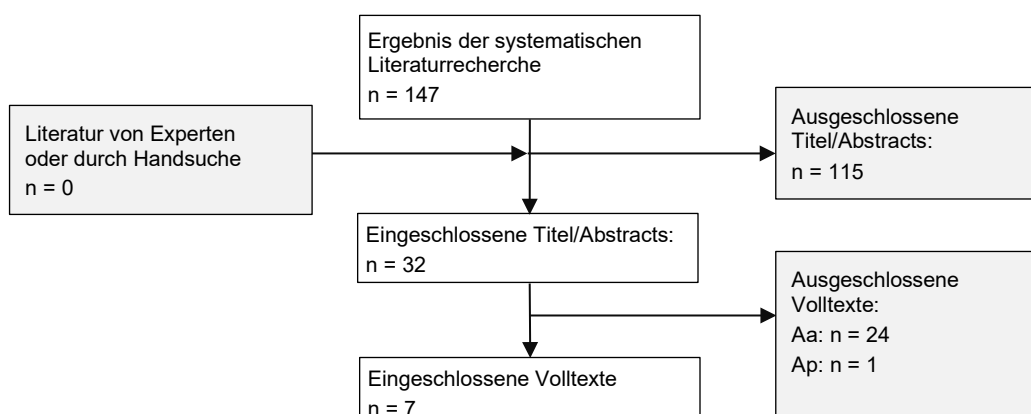 Ergebnis der systematischen
Literaturrecherche
n = 147
Literatur von Experten
oder durch Handsuche
n = 0
Ausgeschlossene
Titel/Abstracts:
n = 115
Eingeschlossene Titel/Abstracts:
n = 32
Ausgeschlossene
Volltexte:
Aa: n = 24
Ap: n = 1
Eingeschlossene Volltexte
n = 7